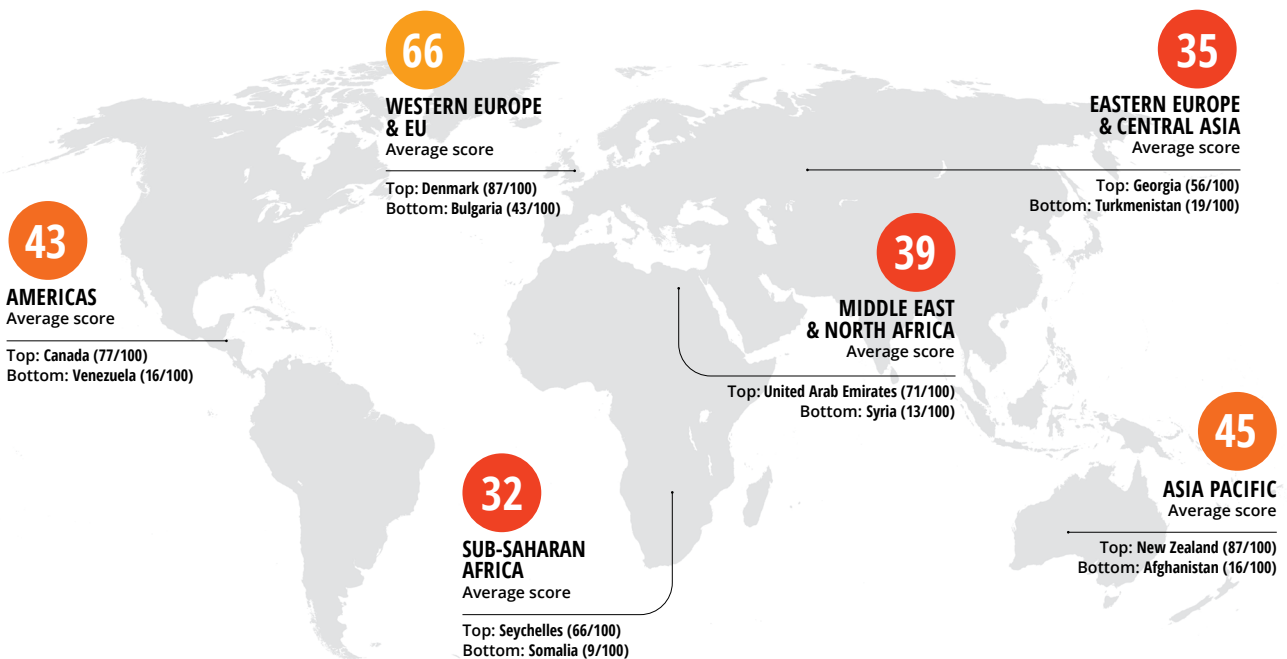 66
WESTERN EUROPE
& EU
Average score
Top: Denmark (87/100)
Bottom: Bulgaria (43/100)
35
EASTERN EUROPE
& CENTRAL ASIA
Average score
Top: Georgia (56/100)
Bottom: Turkmenistan (19/100)
43
AMERICAS
Average score
Top: Canada (77/100)
Bottom: Venezuela (16/100)
39
MIDDLE EAST
& NORTH AFRICA
Average score
Top: United Arab Emirates (71/100)
Bottom: Syria (13/100)
32
SUB-SAHARAN
AFRICA
Average score
Top: Seychelles (66/100)
Bottom: Somalia (9/100)
45
ASIA PACIFIC
Average score
Top: New Zealand (87/100)
Bottom: Afghanistan (16/100)